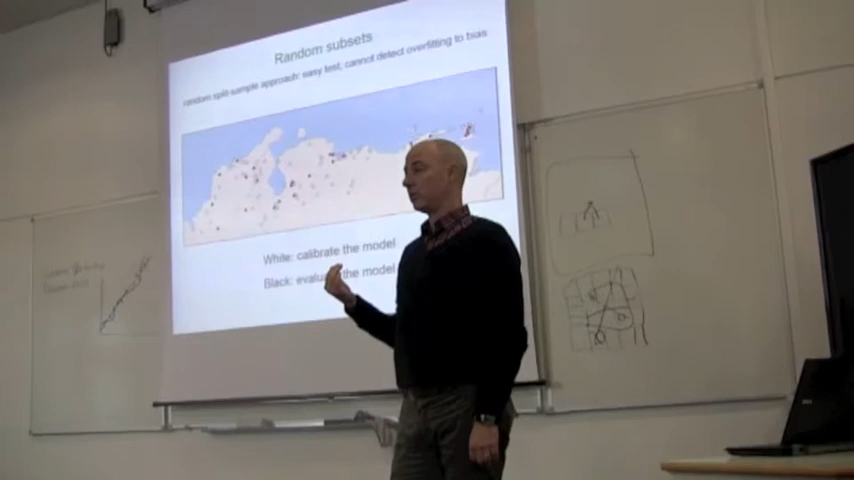 Random subsets
random split-sample approach: easy test, cannot detect overfitting to bias
White: calibrate the model
Black: evaluate the model